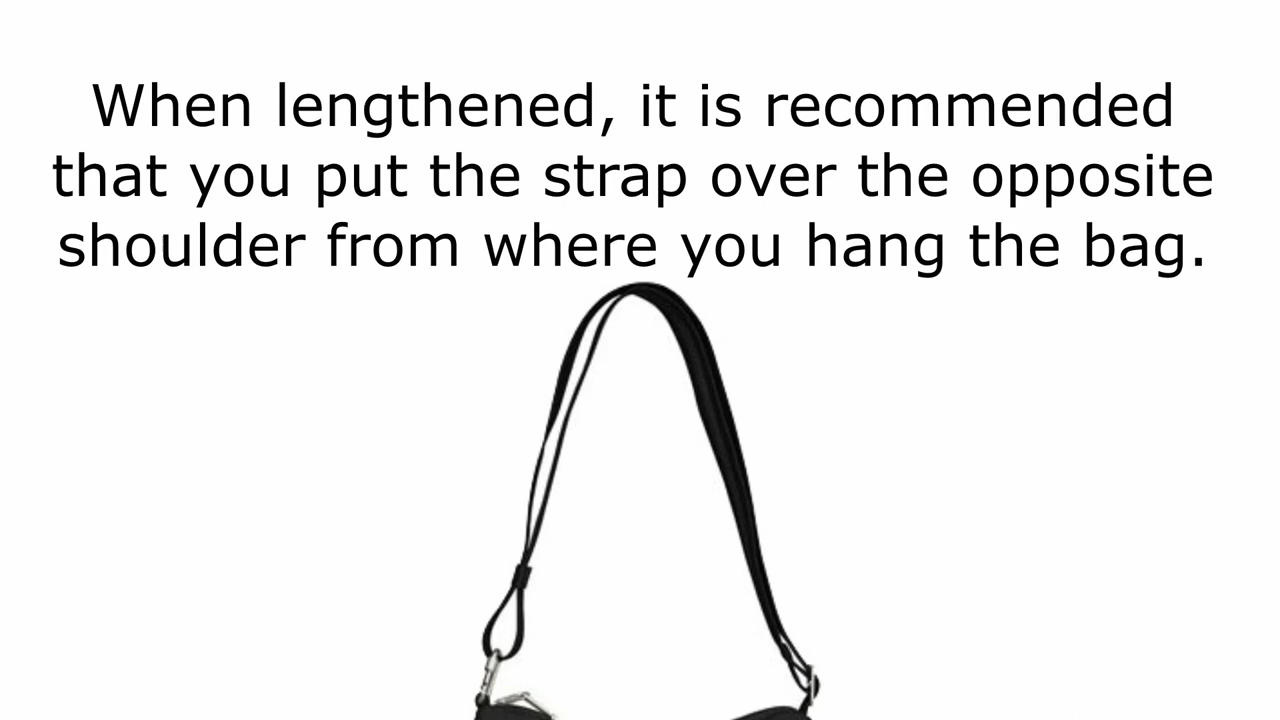 When lengthened, it is recommended
that you put the strap over the opposite
shoulder from where you hang the bag.